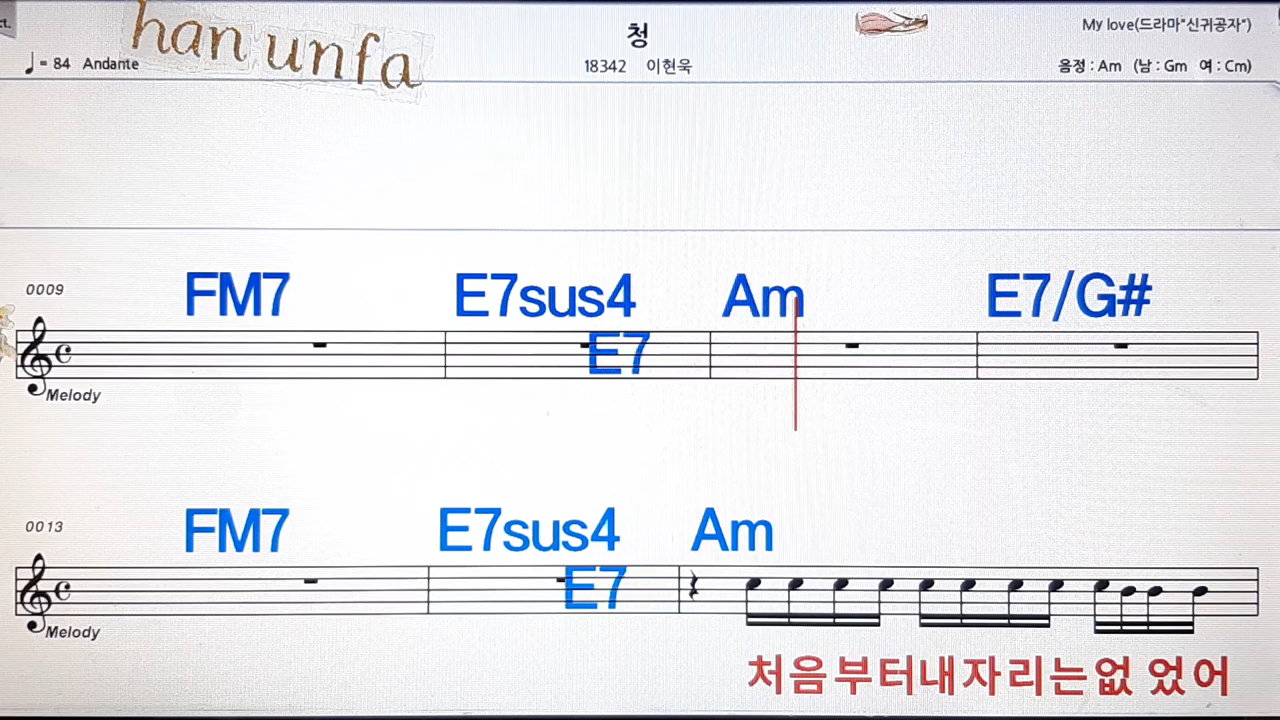 ct.
han unfa
청
My love(드라마"신귀공자")
♩= 84 Andante
18342 이현욱
음정 : Am (남 : Gm 여 : Cm)
0009
FM7 E7sus4 Am E7/G#
E7
Melody
0013
FM7 E7sus4 Am
E7
Melody
처음부터내자리는없 었어